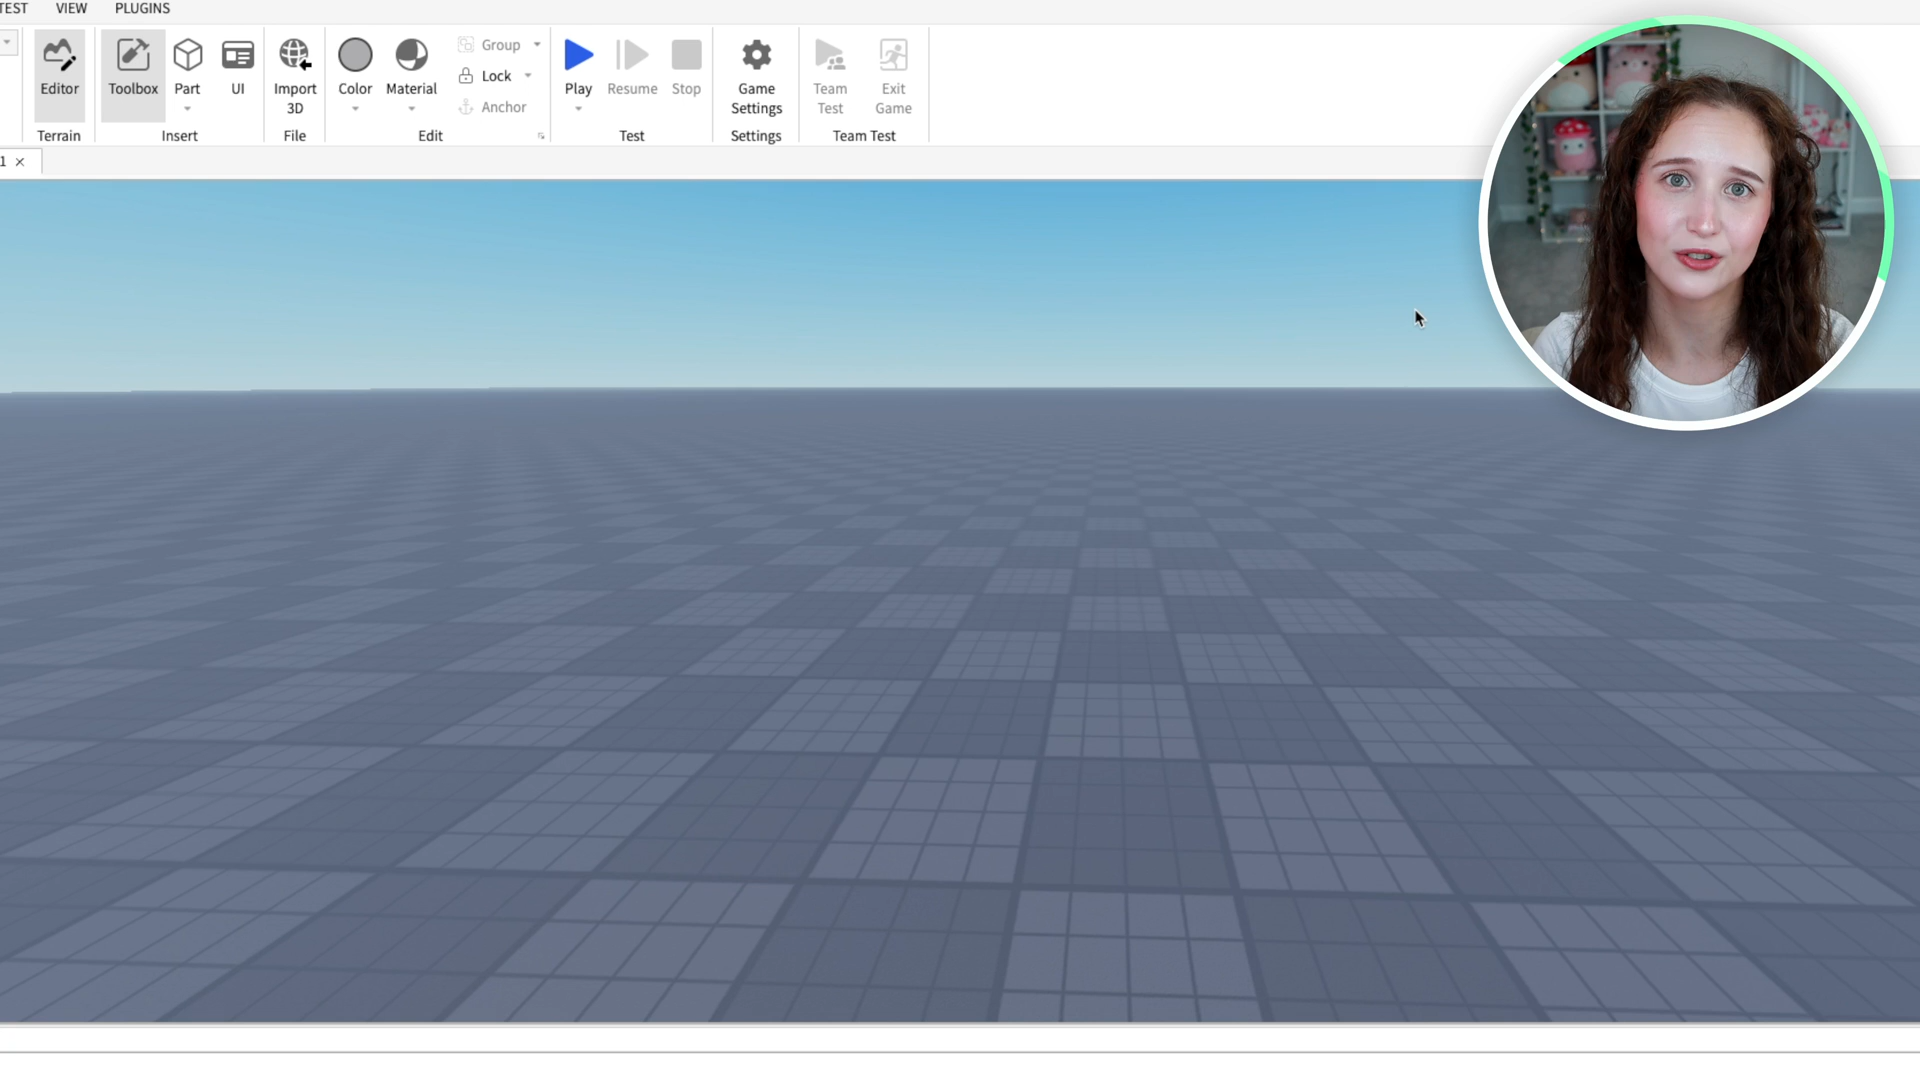 TEST VIEW PLUGINS
Editor
Toolbox
Part
UI
Import
3D
Color
Material
Group
Lock
Anchor
Play
Resume
Stop
Game
Settings
Team
Test
Exit
Game
Terrain
Insert
File
Edit
Test
Settings
Team Test
1